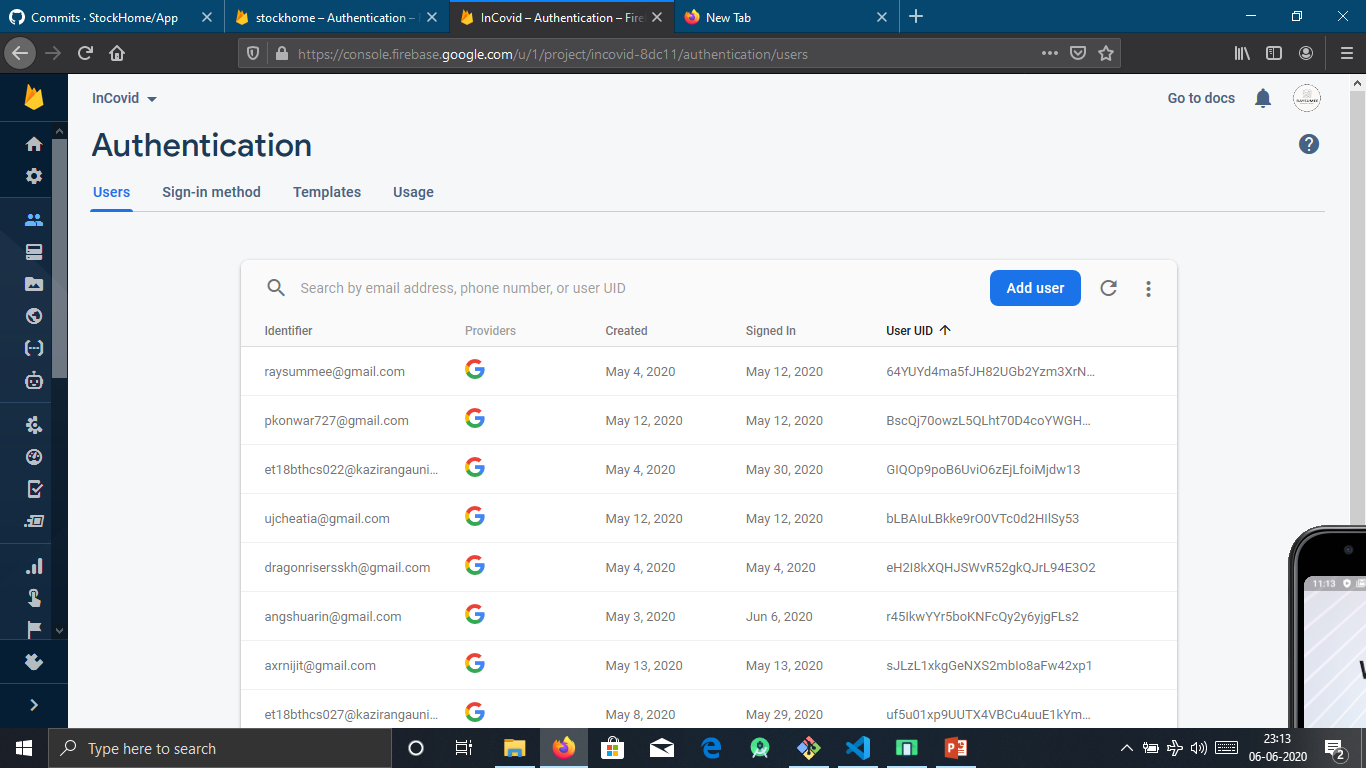 Commits · StockHome/App
stockhome – Authentication –
InCovid – Authentication – Fire
New Tab
https://console.firebase.google.com/u/1/project/incovid-8dc11/authentication/users
InCovid
Go to docs
RAYSUMEE
Authentication
Users Sign-in method Templates Usage
Search by email address, phone number, or user UID
Add user
Identifier Providers Created Signed In User UID
raysummee@gmail.com May 4, 2020 May 12, 2020 64YUYd4ma5fJH82UGb2Yzm3XrN…
pkonwar727@gmail.com May 12, 2020 May 12, 2020 BscQj70owzL5QLht70D4coYWGH…
et18bthcs022@kazirangauni… May 4, 2020 May 30, 2020 GIQOp9poB6UviO6zEjLfoiMjdw13
ujcheatia@gmail.com May 12, 2020 May 12, 2020 bLBAIuLBkke9rO0VTc0d2HIlSy53
dragonrisersskh@gmail.com May 4, 2020 May 4, 2020 eH2I8kXQHJSWvR52gkQJrL94E3O2
angshuarin@gmail.com May 3, 2020 Jun 6, 2020 r45IkwYYr5boKNFcQy2y6yjgFLs2
axrnijit@gmail.com May 13, 2020 May 13, 2020 sJLzL1xkgGeNXS2mbIo8aFw42xp1
et18bthcs027@kazirangauni… May 8, 2020 May 29, 2020 uf5u01xp9UUTX4VBCu4uuE1kYm…
11:13
Type here to search
23:13
06-06-2020
2